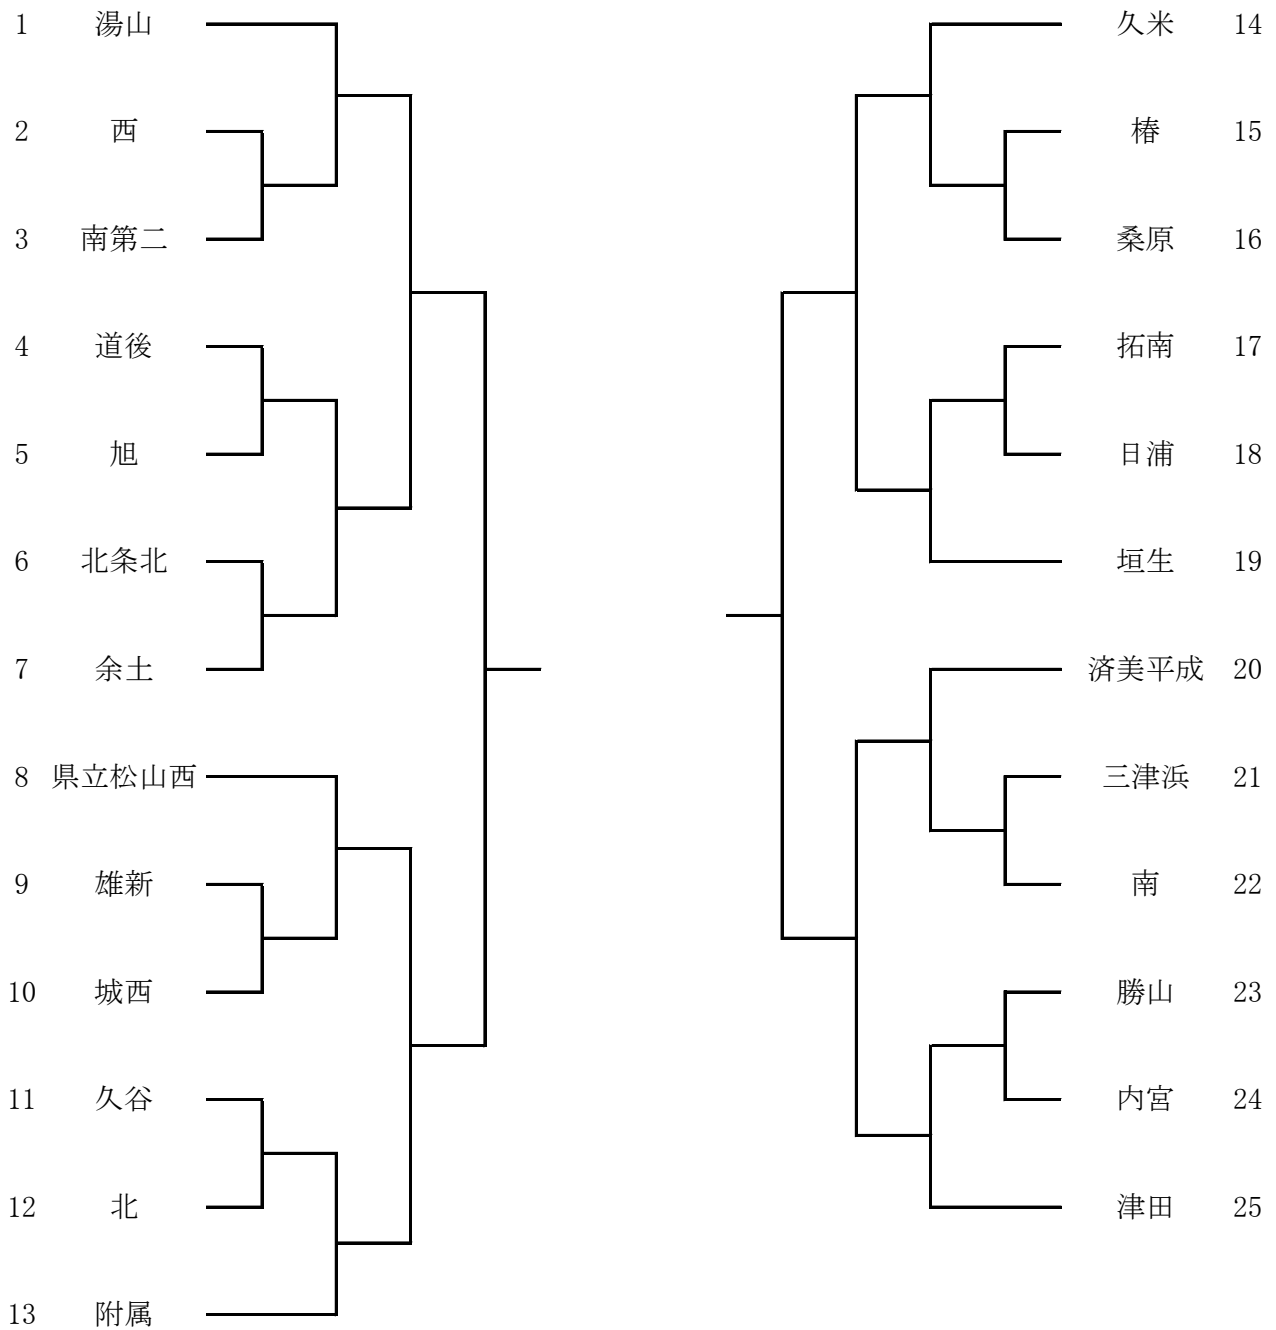 1 湯山
2 西
3 南第二
4 道後
5 旭
6 北条北
7 余土
8 県立松山西
9 雄新
10 城西
11 久谷
12 北
13 附属
久米 14
椿 15
桑原 16
拓南 17
日浦 18
垣生 19
済美平成 20
三津浜 21
南 22
勝山 23
内宮 24
津田 25